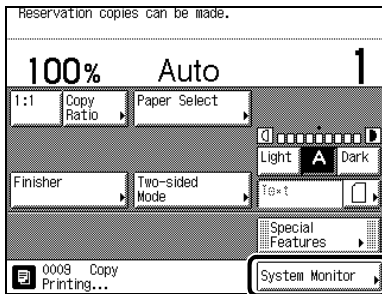 Reservation copies can be made.
100% Auto 1
1:1 Copy Ratio Paper Select
Light A Dark
Finisher Two-sided Mode Text
Special Features
0009 Copy
Printing...
System Monitor